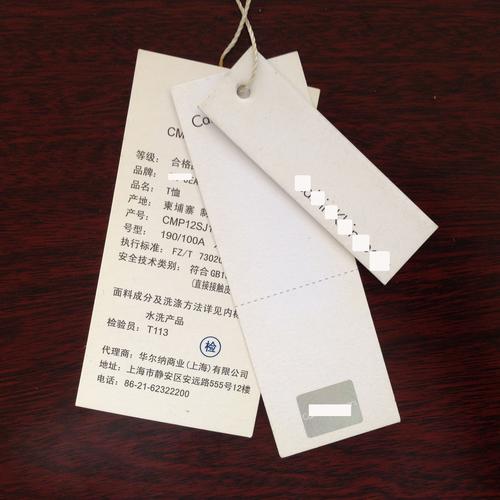 Ca
CM
等级： 合格
品牌：
品名： T恤
产地： 柬埔寨
产号： CMP12SJ
号型： 190/100A
执行标准： FZ/T 7302
安全技术类别： 符合GB1
(直接接触皮
面料成分及洗涤方法详见内标
水洗产品
检验员： T113
检
代理商：华尔纳商业(上海)有限公司
地址：上海市静安区安远路555号12楼
电话：86-21-62322200